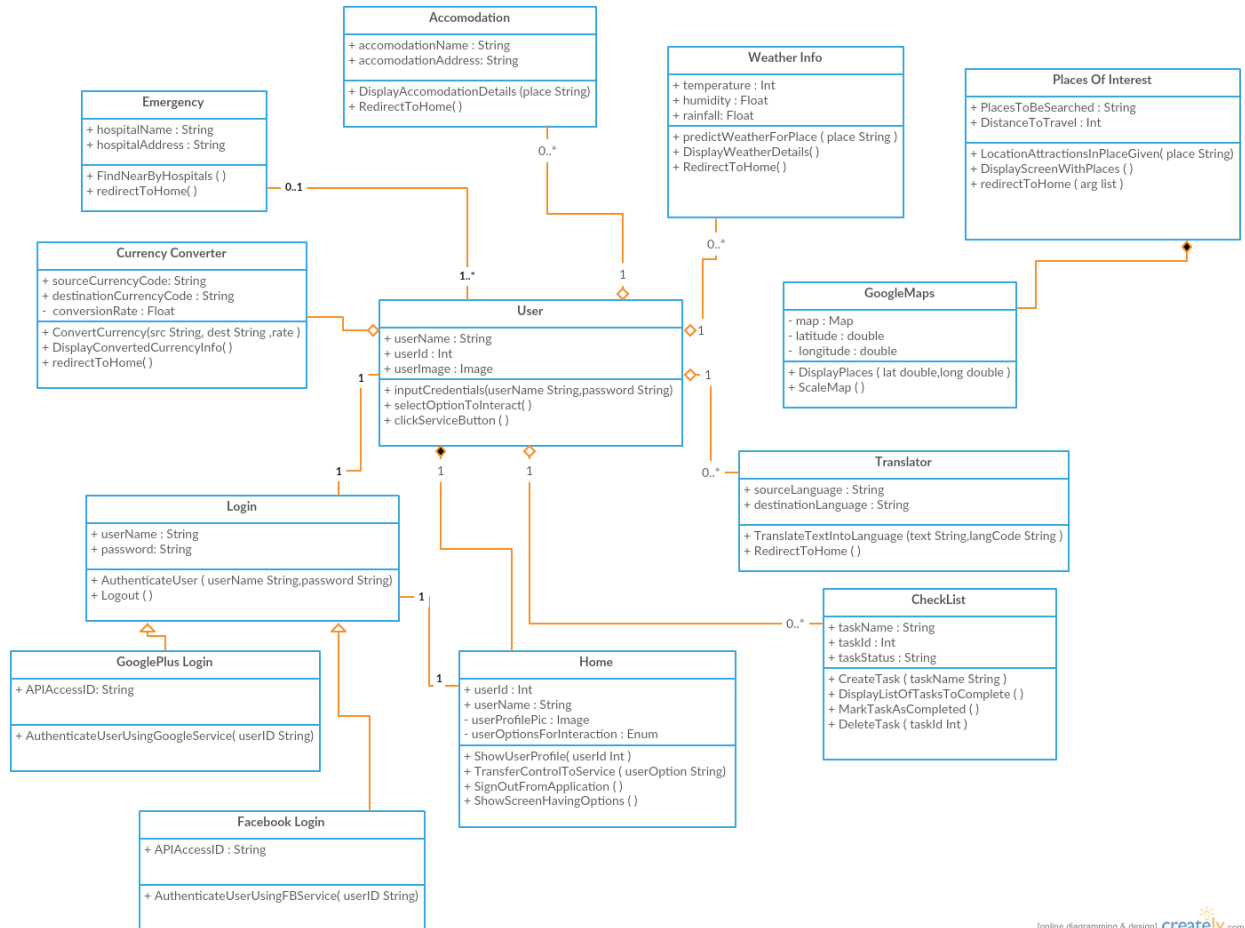 Accomodation
+ accomodationName : String
+ accomodationAddress: String
+ DisplayAccomodationDetails (place String)
+ RedirectToHome( )
0..*
1
Weather Info
+ temperature : Int
+ humidity : Float
+ rainfall: Float
+ predictWeatherForPlace ( place String )
+ DisplayWeatherDetails( )
+ RedirectToHome( )
0..*
1
Places Of Interest
+ PlacesToBeSearched : String
+ DistanceToTravel : Int
+ LocationAttractionsInPlaceGiven( place String)
+ DisplayScreenWithPlaces ( )
+ redirectToHome ( arg list )
Emergency
+ hospitalName : String
+ hospitalAddress : String
+ FindNearByHospitals ( )
+ redirectToHome( )
0..1
1..*
Currency Converter
+ sourceCurrencyCode: String
+ destinationCurrencyCode : String
- conversionRate : Float
+ ConvertCurrency(src String, dest String ,rate )
+ DisplayConvertedCurrencyInfo( )
+ redirectToHome( )
GoogleMaps
- map : Map
- latitude : double
- longitude : double
+ DisplayPlaces ( lat double,long double )
+ ScaleMap ( )
User
+ userName : String
+ userId : Int
+ userImage : Image
+ inputCredentials(userName String,password String)
+ selectOptionToInteract( )
+ clickServiceButton ( )
1
1
1
1
1
0..*
Translator
+ sourceLanguage : String
+ destinationLanguage : String
+ TranslateTextIntoLanguage (text String,langCode String )
+ RedirectToHome ( )
Login
+ userName : String
+ password: String
+ AuthenticateUser ( userName String,password String)
+ Logout ( )
1
1
0..*
CheckList
+ taskName : String
+ taskId : Int
+ taskStatus : String
+ CreateTask ( taskName String )
+ DisplayListOfTasksToComplete ( )
+ MarkTaskAsCompleted ( )
+ DeleteTask ( taskId Int )
GooglePlus Login
+ APIAccessID: String
+ AuthenticateUserUsingGoogleService( userID String)
Home
+ userId : Int
+ userName : String
- userProfilePic : Image
- userOptionsForInteraction : Enum
+ ShowUserProfile( userId Int )
+ TransferControlToService ( userOption String)
+ SignOutFromApplication ( )
+ ShowScreenHavingOptions ( )
Facebook Login
+ APIAccessID : String
+ AuthenticateUserUsingFBService( userID String)
[online diagramming & design] creately.com